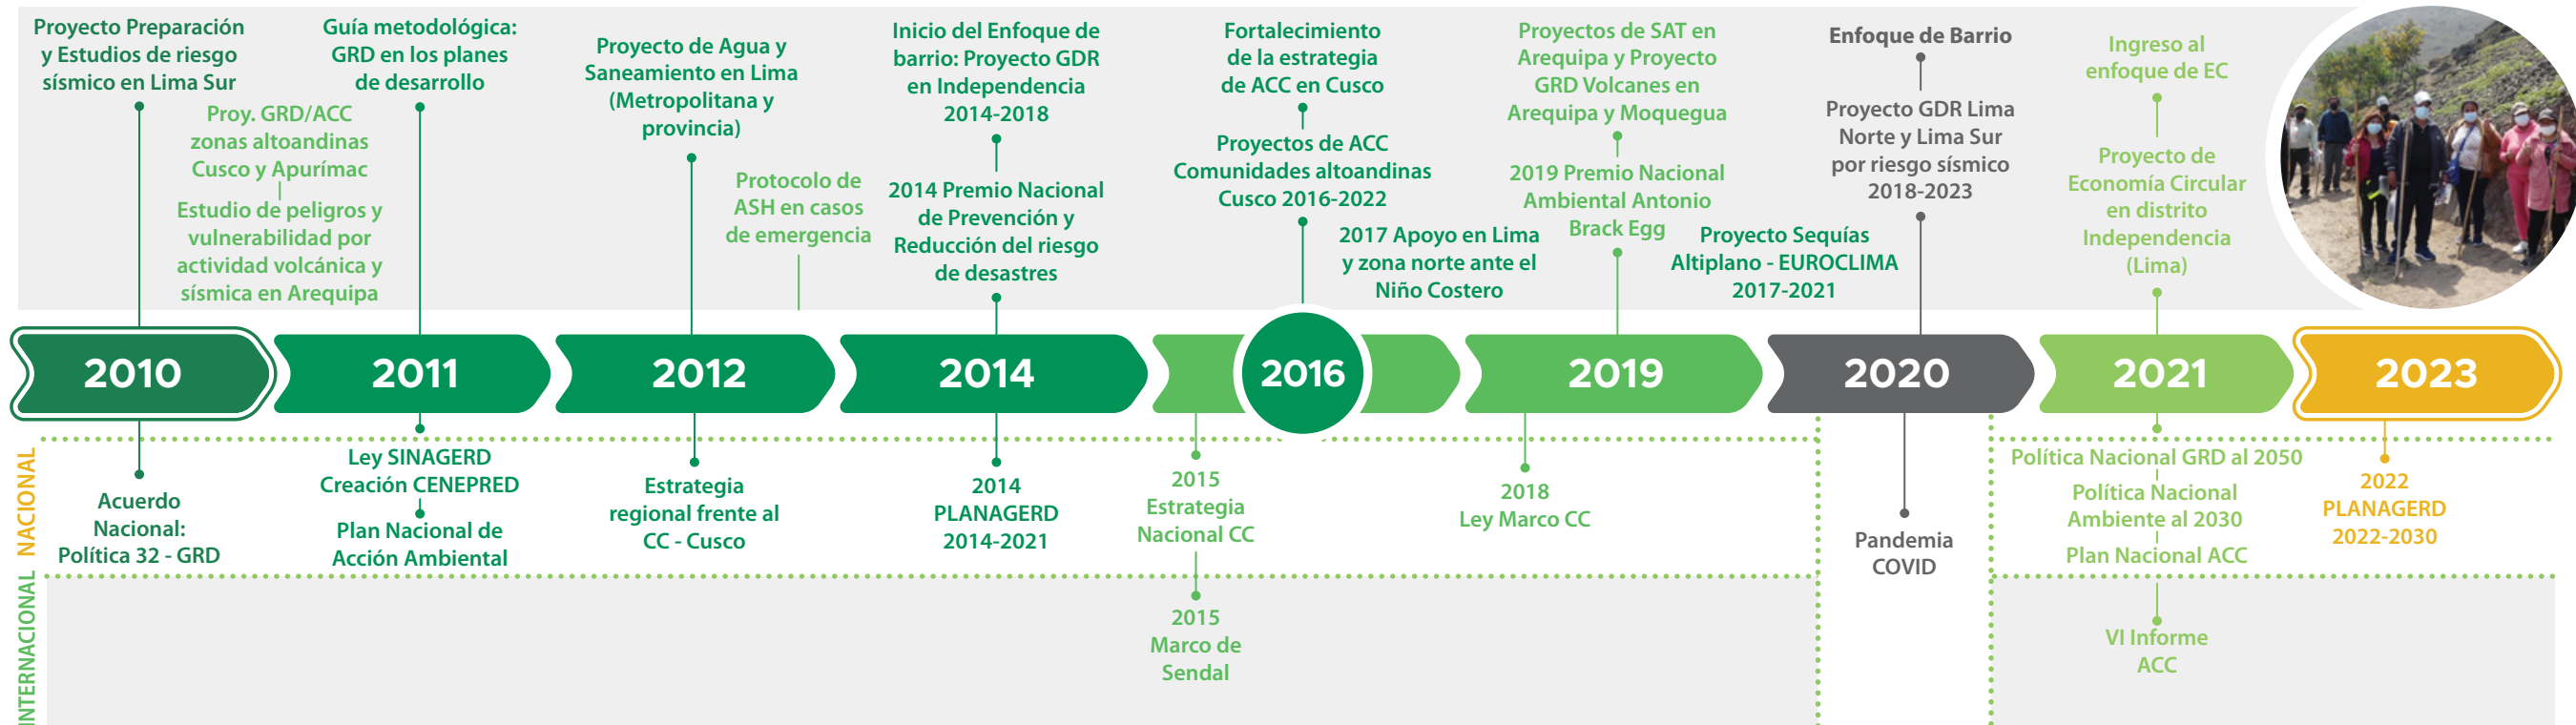 Proyecto Preparación
y Estudios de riesgo
sísmico en Lima Sur
Proy. GRD/ACC
zonas altoandinas
Cusco y Apurímac
Estudio de peligros y
vulnerabilidad por
actividad volcánica y
sísmica en Arequipa
Guía metodológica:
GRD en los planes
de desarrollo
Proyecto de Agua y
Saneamiento en Lima
(Metropolitana y
provincia)
Protocolo de
ASH en casos
de emergencia
Inicio del Enfoque de
barrio: Proyecto GDR
en Independencia
2014-2018
2014 Premio Nacional
de Prevención y
Reducción del riesgo
de desastres
Fortalecimiento
de la estrategia
de ACC en Cusco
Proyectos de ACC
Comunidades altoandinas
Cusco 2016-2022
2017 Apoyo en Lima
y zona norte ante el
Niño Costero
Proyectos de SAT en
Arequipa y Proyecto
GRD Volcanes en
Arequipa y Moquegua
2019 Premio Nacional
Ambiental Antonio
Brack Egg
Proyecto Sequías
Altiplano - EUROCLIMA
2017-2021
Enfoque de Barrio
Proyecto GDR Lima
Norte y Lima Sur
por riesgo sísmico
2018-2023
Ingreso al
enfoque de EC
Proyecto de
Economía Circular
en distrito
Independencia
(Lima)
2010
2011
2012
2014
2016
2019
2020
2021
2023
NACIONAL
Acuerdo
Nacional:
Política 32 - GRD
Ley SINAGERD
Creación CENEPRED
Plan Nacional de
Acción Ambiental
Estrategia
regional frente al
CC - Cusco
2014
PLANAGERD
2014-2021
2015
Estrategia
Nacional CC
2018
Ley Marco CC
Pandemia
COVID
Política Nacional GRD al 2050
Política Nacional
Ambiente al 2030
Plan Nacional ACC
2022
PLANAGERD
2022-2030
INTERNACIONAL
2015
Marco de
Sendal
VI Informe
ACC